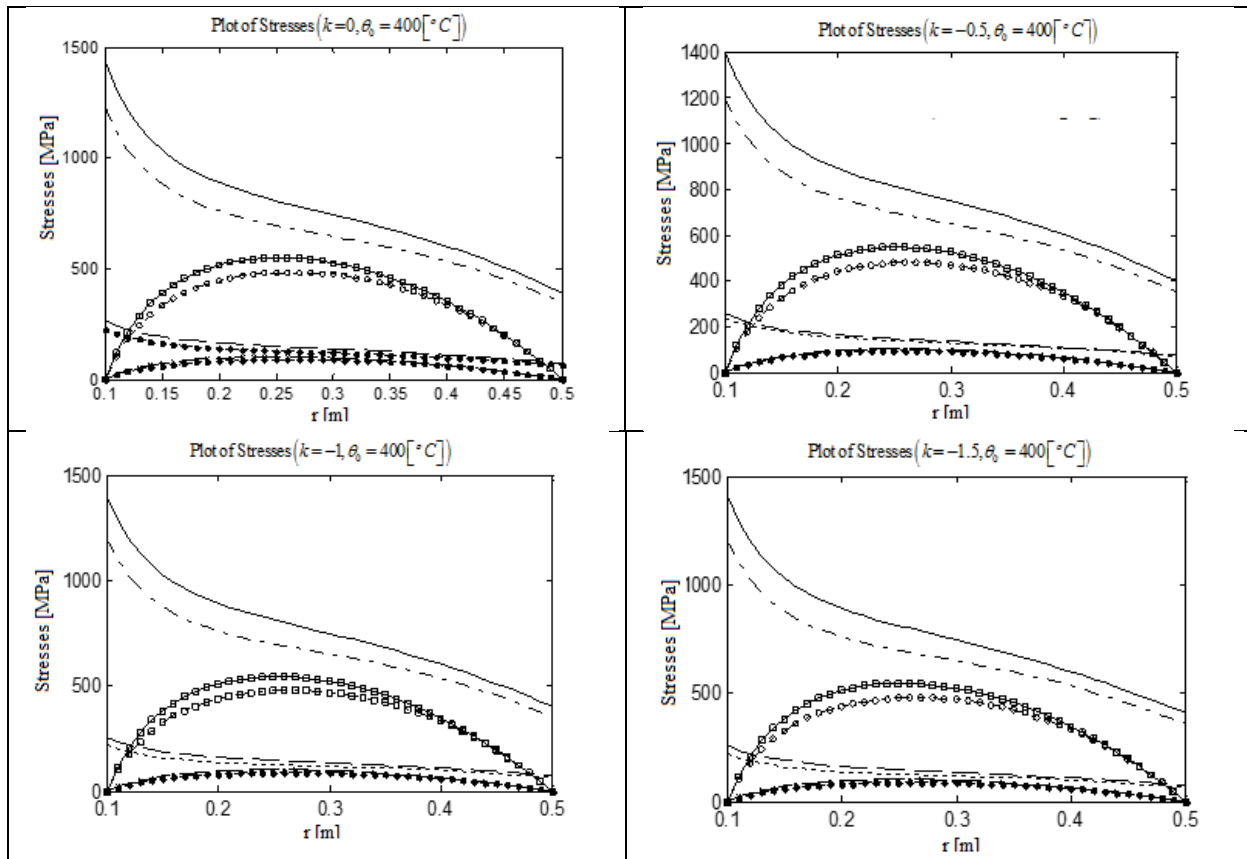 Plot of Stresses(k=0,θ₀ = 400[°C])
1500
1000
500
0
Stresses [MPa]
0.1 0.15 0.2 0.25 0.3 0.35 0.4 0.45 0.5
r [m]
Plot of Stresses(k=−0.5,θ₀ = 400[°C])
1400
1200
1000
800
600
400
200
0
Stresses [MPa]
0.1 0.2 0.3 0.4 0.5
r [m]
Plot of Stresses(k=−1,θ₀ = 400[°C])
1500
1000
500
0
Stresses [MPa]
0.1 0.2 0.3 0.4 0.5
r [m]
Plot of Stresses(k=−1.5,θ₀ = 400[°C])
1500
1000
500
0
Stresses [MPa]
0.1 0.2 0.3 0.4 0.5
r [m]